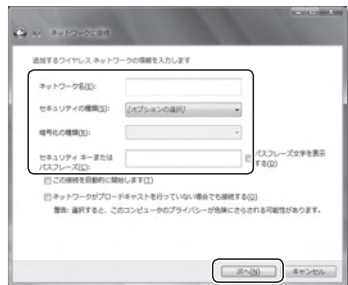 ネットワークに接続
追加するワイヤレス ネットワークの情報を入力します
ネットワーク名(E):
セキュリティの種類(S):
[オプションの選択]
暗号化の種類(R):
セキュリティ キーまたは
パスフレーズ(C):
パスフレーズ文字を表示
する(D)
この接続を自動的に開始します(T)
ネットワークがブロードキャストを行っていない場合でも接続する(O)
警告: 選択すると、このコンピュータのプライバシーが危険にさらされる可能性があります。
次へ(N)
キャンセル